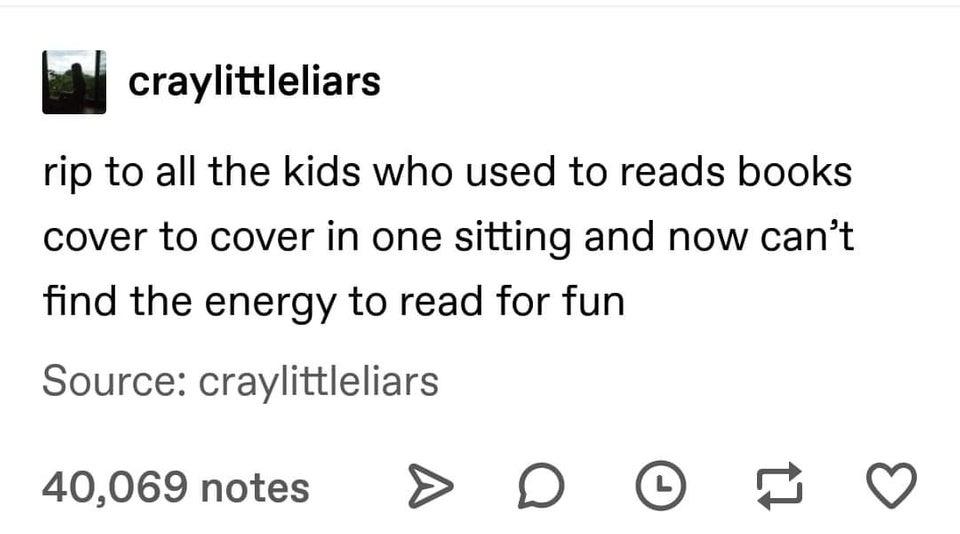 craylittleliars
rip to all the kids who used to reads books
cover to cover in one sitting and now can’t
find the energy to read for fun
Source: craylittleliars
40,069 notes